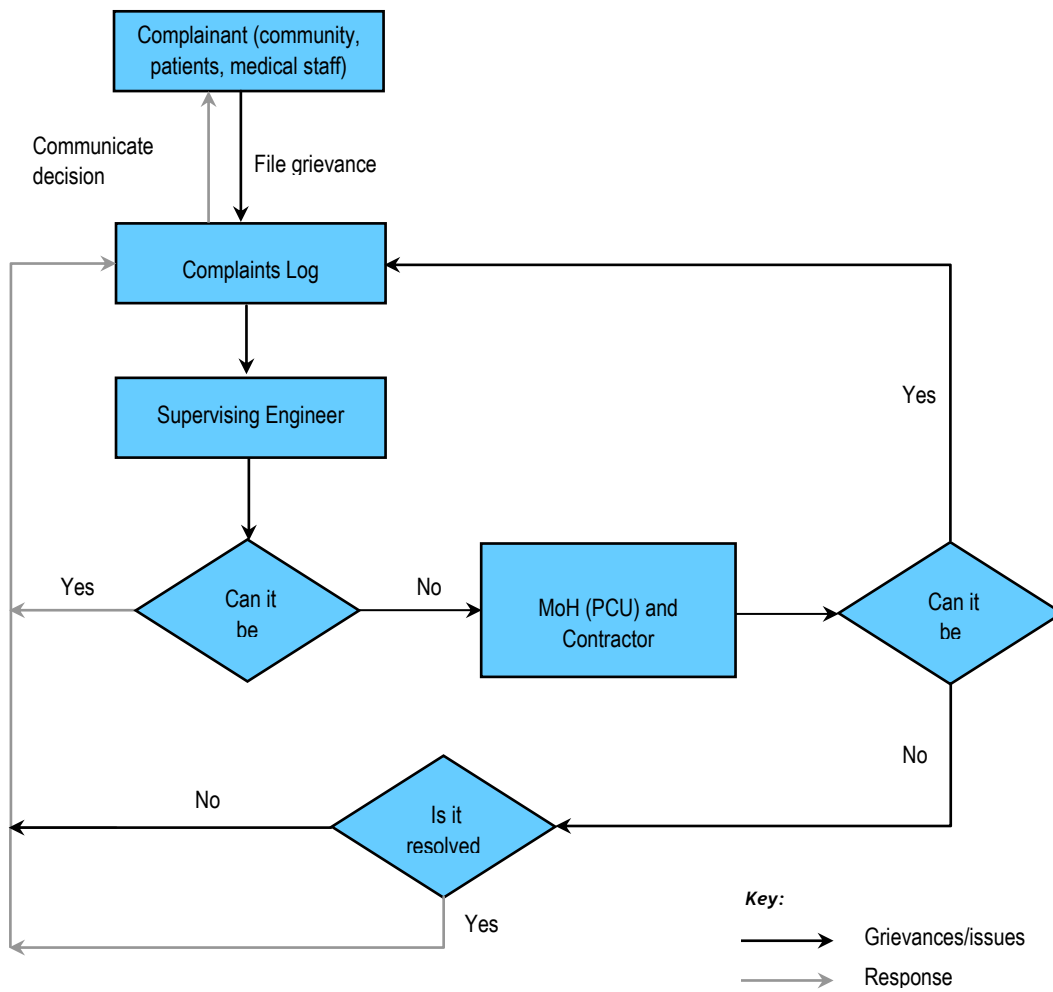 Complainant (community,
patients, medical staff)
Communicate
decision
File grievance
Complaints Log
Supervising Engineer
Yes
Yes
Can it
be
No
MoH (PCU) and
Contractor
Can it
be
No
No
Is it
resolved
Yes
Key:
Grievances/issues
Response